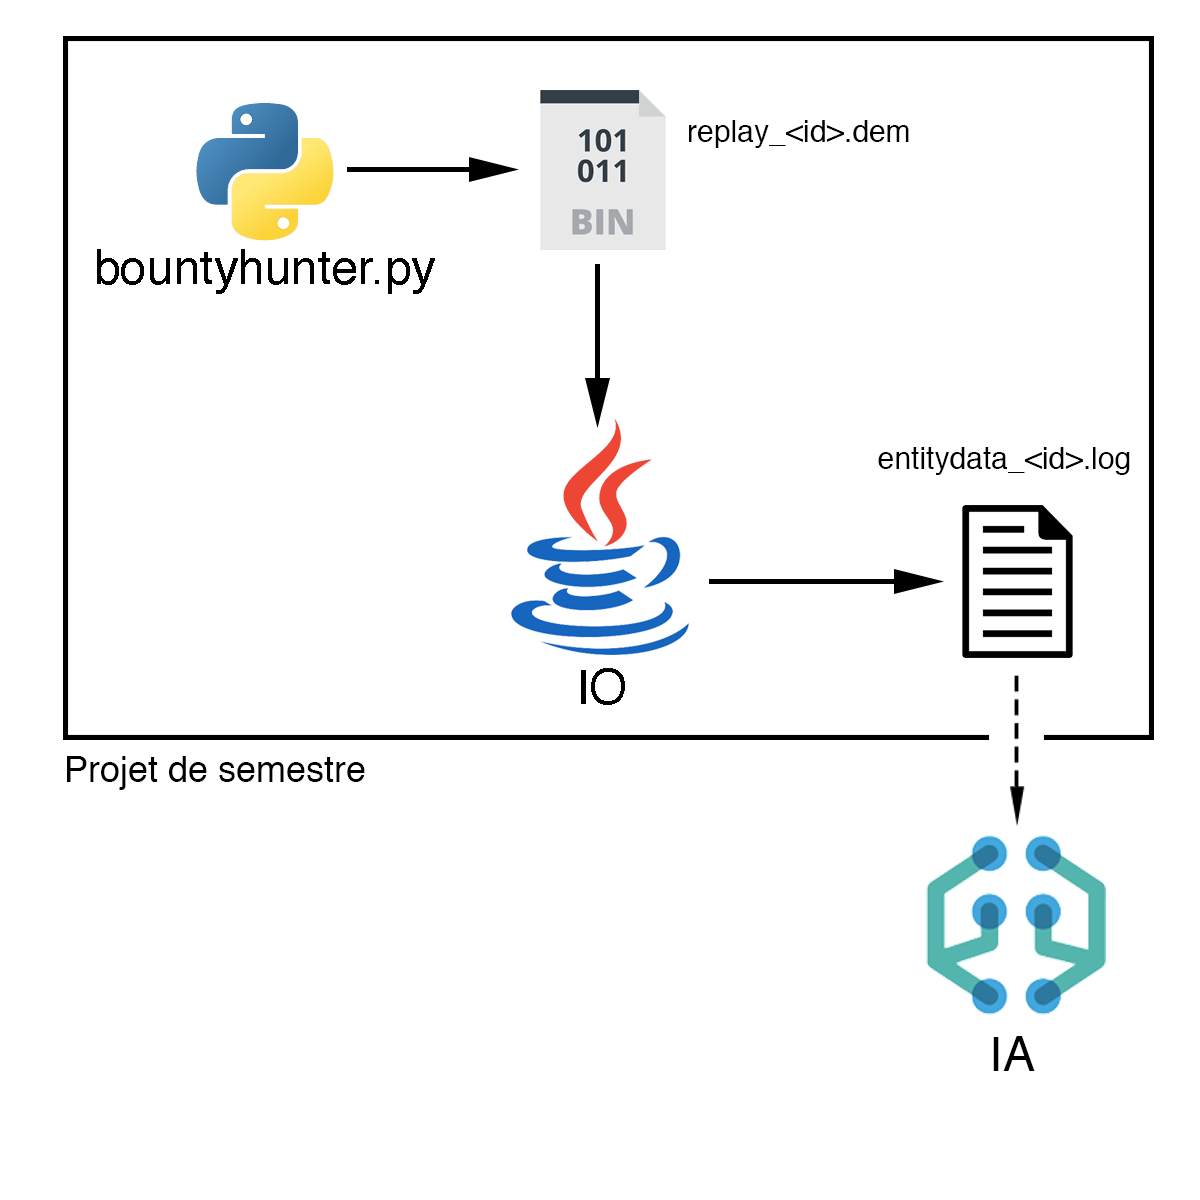 101
011
BIN
replay_<id>.dem
bountyhunter.py
entitydata_<id>.log
IO
Projet de semestre
IA